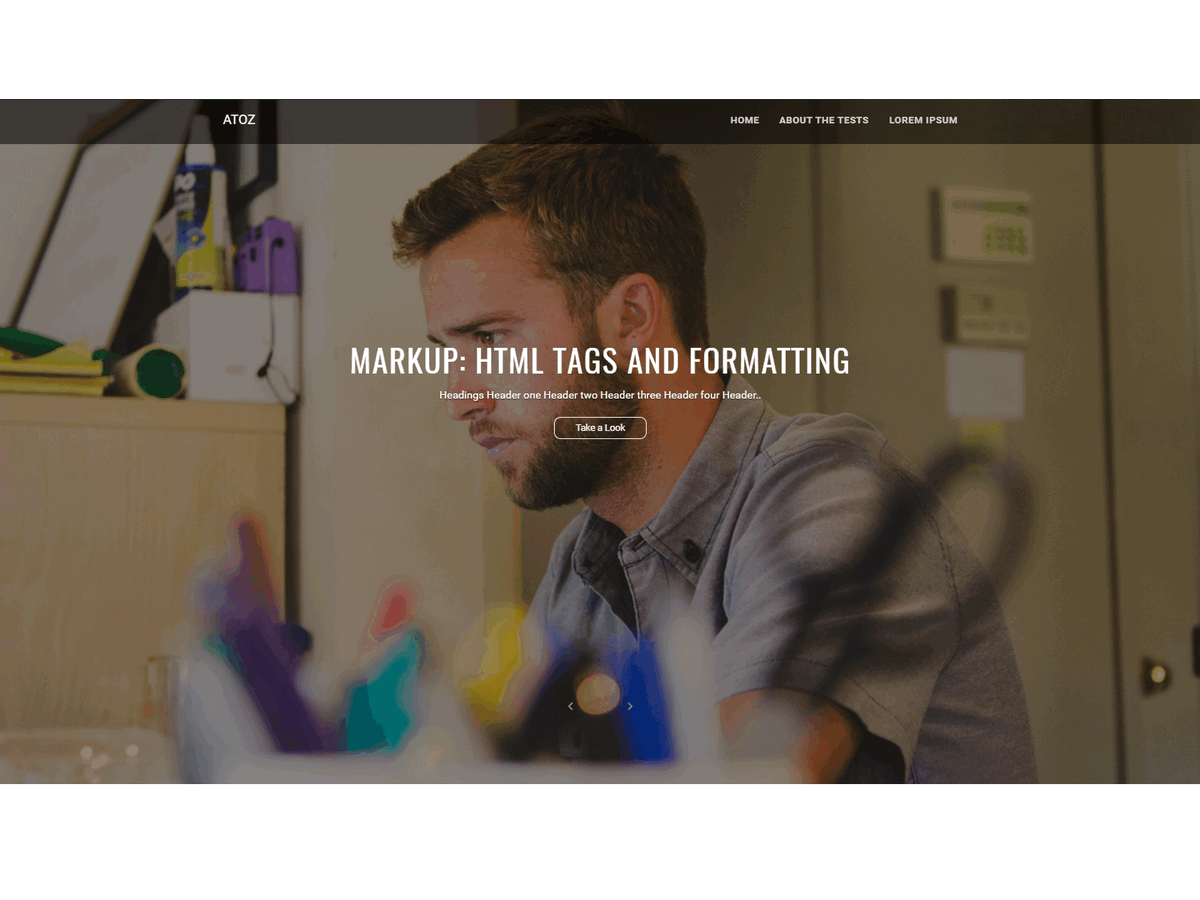 ATOZ
HOME ABOUT THE TESTS LOREM IPSUM
MARKUP: HTML TAGS AND FORMATTING
Headings Header one Header two Header three Header four Header..
Take a Look